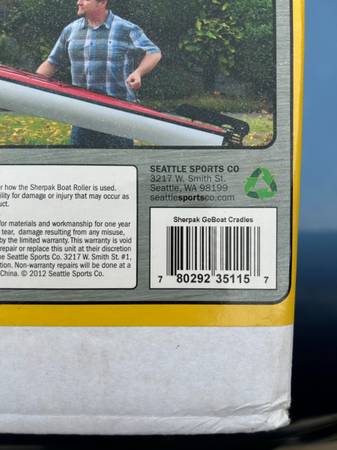 er how the Sherpak Boat Roller is used.
ility for damage or injury that may occur as
uct.
for materials and workmanship for one year
tear, damage resulting from any misuse,
by the limited warranty. This warranty is void
repair or replace this unit at their discretion
e Seattle Sports Co. 3217 W. Smith St. #1,
tion. Non-warranty repairs will be done at a
China. © 2012 Seattle Sports Co.
SEATTLE SPORTS CO
3217 W. Smith St.
Seattle, WA 98199
seattlesportsco.com
Sherpak GoBoat Cradles
7 80292 35115 7